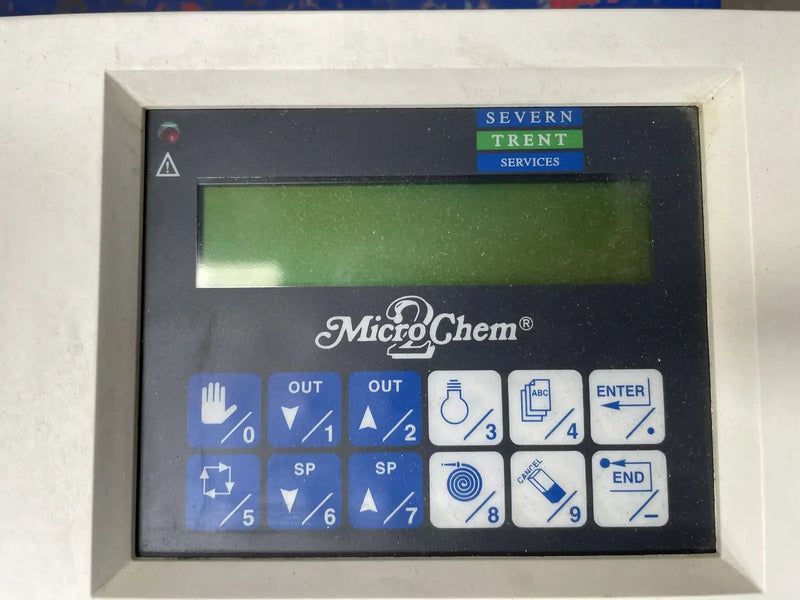 SEVERN
TRENT
SERVICES
MicroChem® 2
/0
OUT /1
OUT /2
/3
ABC /4
ENTER /.
/5
SP /6
SP /7
/8
CANCEL /9
END /–